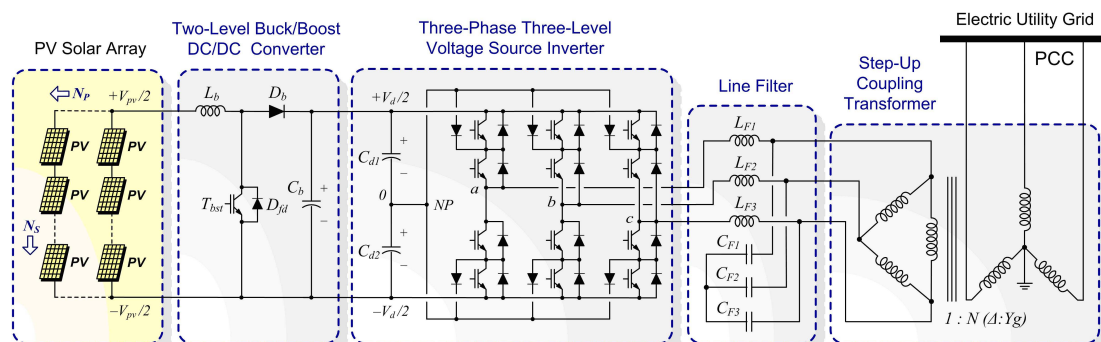 Electric Utility Grid
PCC
Two-Level Buck/Boost
DC/DC Converter
Three-Phase Three-Level
Voltage Source Inverter
PV Solar Array
Line Filter
Step-Up
Coupling
Transformer
N_P
+V_pv/2
PV PV
PV PV
N_S
PV PV
−V_pv/2
L_b
D_b
T_bst
D_fd
C_b
+
−
+V_d/2
C_d1
+
−
0
NP
C_d2
+
−
−V_d/2
a
b
c
L_F1
L_F2
L_F3
C_F1
C_F2
C_F3
1 : N (Δ:Yg)